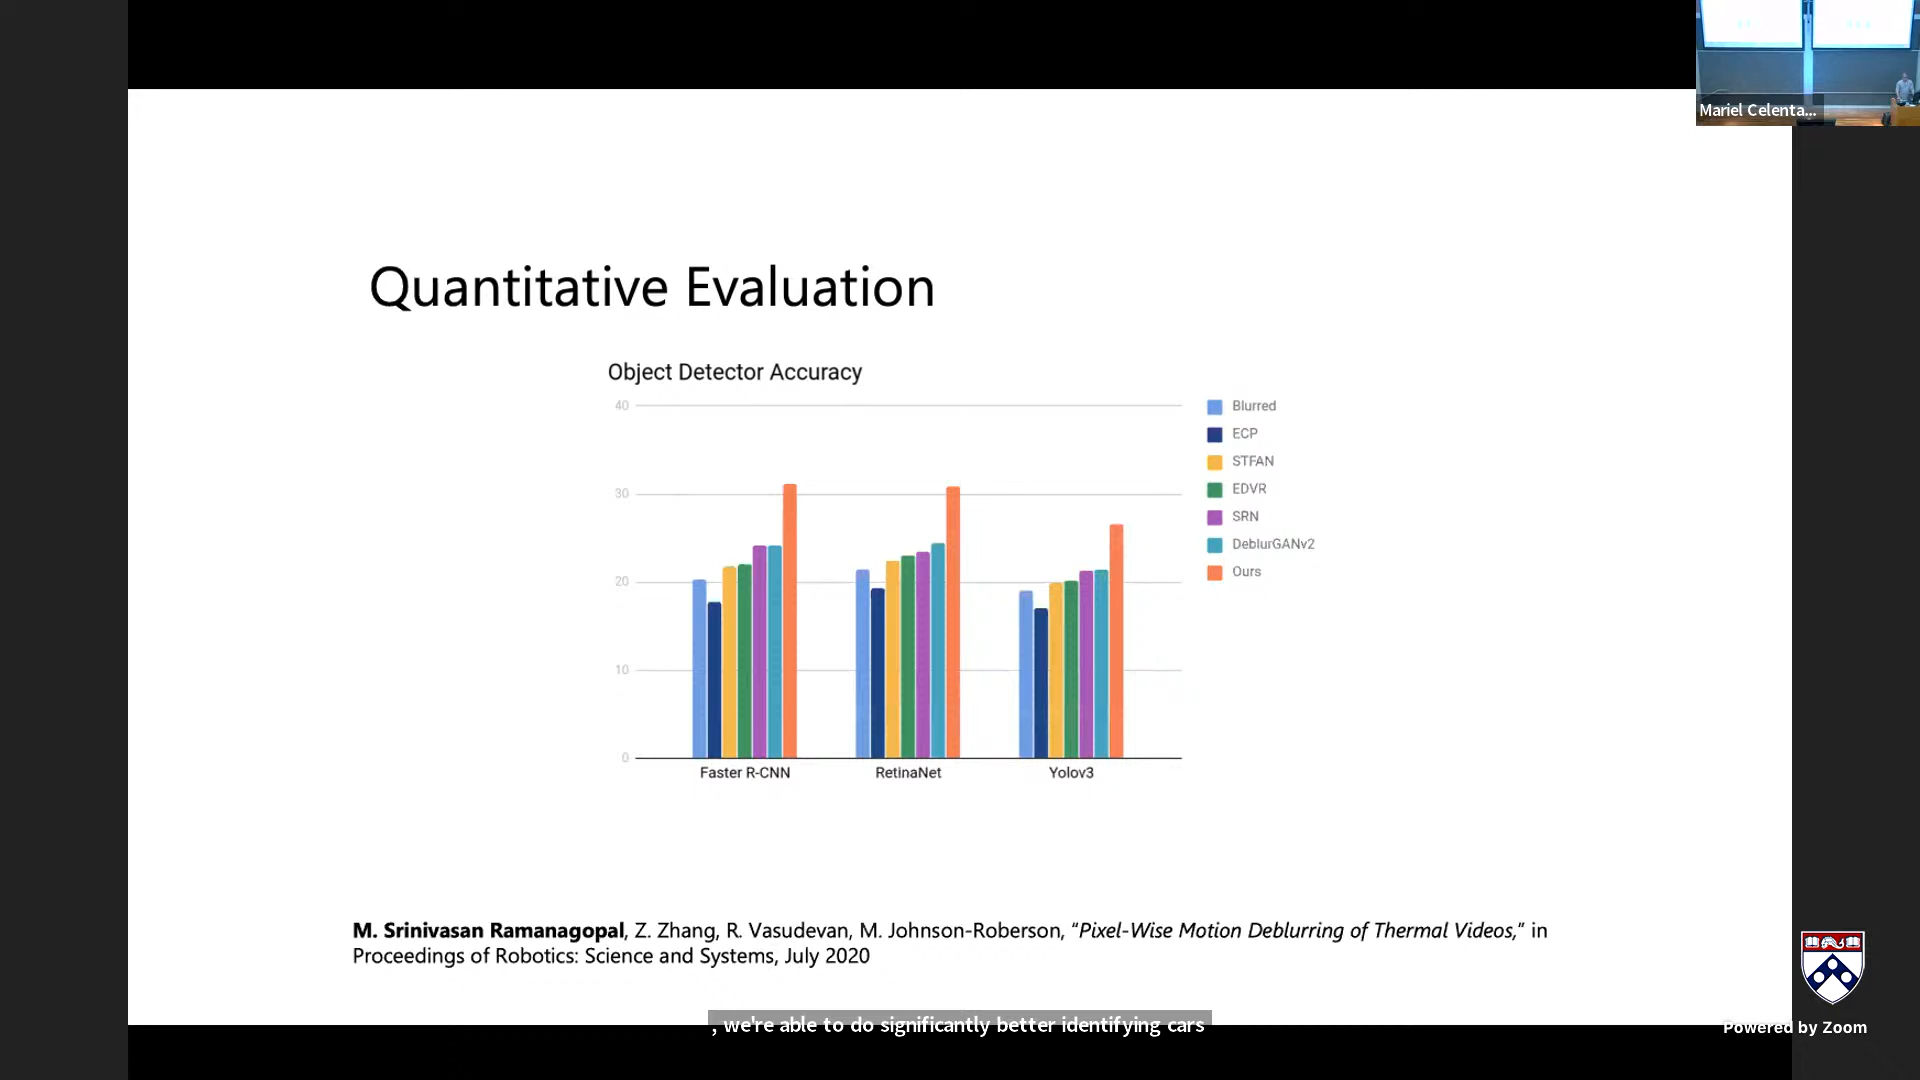 Mariel Celenta...
Quantitative Evaluation
Object Detector Accuracy
40
30
20
10
0
Faster R-CNN
RetinaNet
Yolov3
Blurred
ECP
STFAN
EDVR
SRN
DeblurGANv2
Ours
M. Srinivasan Ramanagopal, Z. Zhang, R. Vasudevan, M. Johnson-Roberson, “Pixel-Wise Motion Deblurring of Thermal Videos,” in
Proceedings of Robotics: Science and Systems, July 2020
, we're able to do significantly better identifying cars
Powered by Zoom